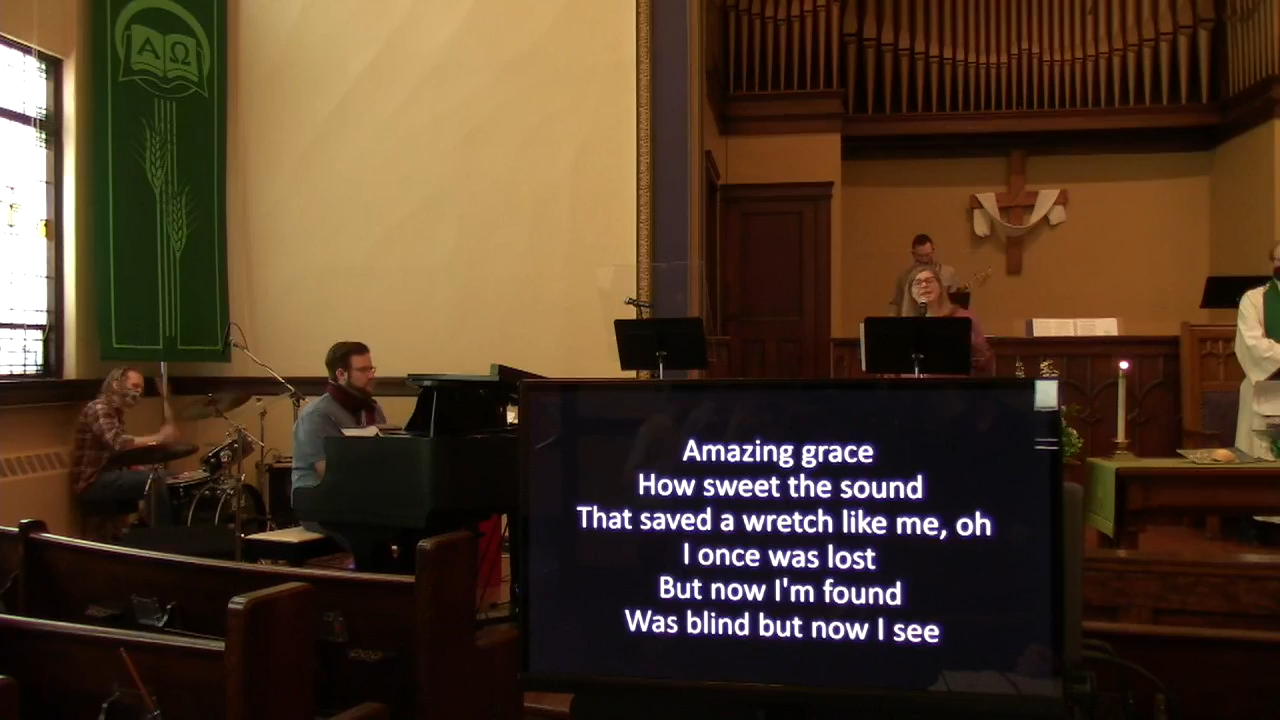 ΑΩ
Amazing grace
How sweet the sound
That saved a wretch like me, oh
I once was lost
But now I'm found
Was blind but now I see